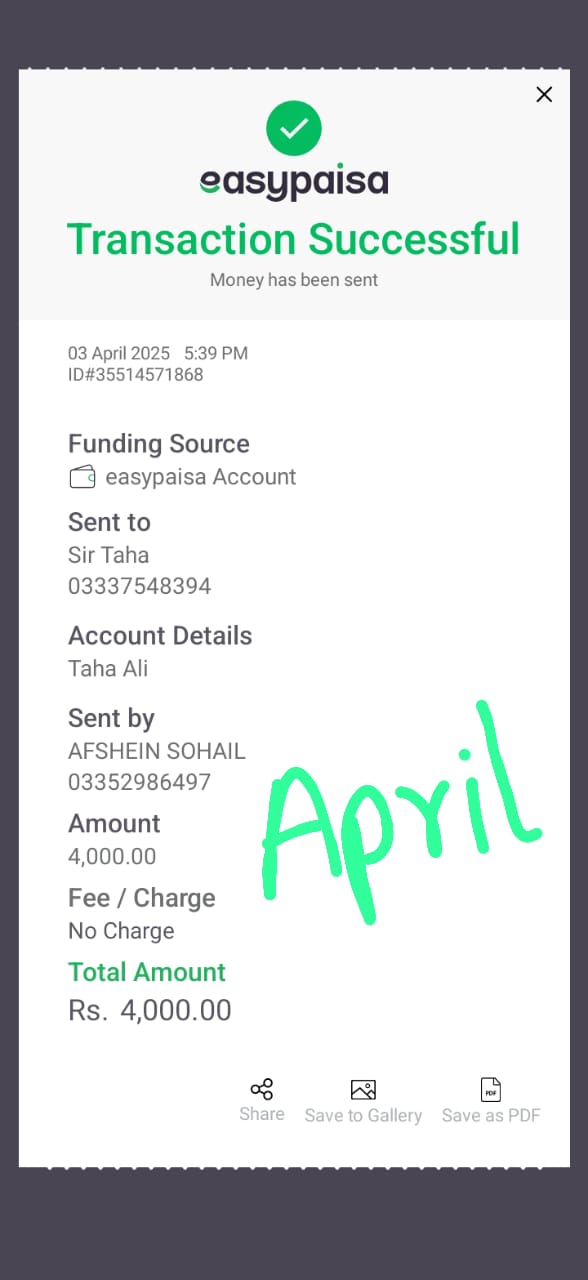 easypaisa
Transaction Successful
Money has been sent
03 April 2025 5:39 PM
ID#35514571868
Funding Source
easypaisa Account
Sent to
Sir Taha
03337548394
Account Details
Taha Ali
Sent by
AFSHEIN SOHAIL
03352986497
April
Amount
4,000.00
Fee / Charge
No Charge
Total Amount
Rs. 4,000.00
Share
Save to Gallery
PDF
Save as PDF